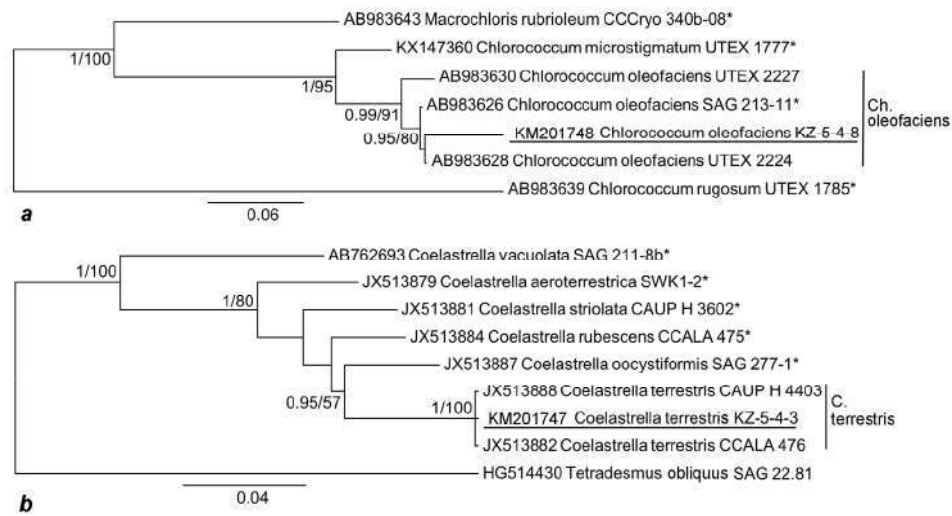 AB983643 Macrochloris rubrioleum CCCryo 340b-08*
1/100
KX147360 Chlorococcum microstigmatum UTEX 1777*
1/95
AB983630 Chlorococcum oleofaciens UTEX 2227
0.99/91
AB983626 Chlorococcum oleofaciens SAG 213-11*
Ch. oleofaciens
0.95/80
KM201748 Chlorococcum oleofaciens KZ-5-4-8
AB983628 Chlorococcum oleofaciens UTEX 2224
AB983639 Chlorococcum rugosum UTEX 1785*
a
0.06
AB762693 Coelastrella vacuolata SAG 211-8b*
1/100
JX513879 Coelastrella aeroterrestrica SWK1-2*
1/80
JX513881 Coelastrella striolata CAUP H 3602*
JX513884 Coelastrella rubescens CCALA 475*
JX513887 Coelastrella oocystiformis SAG 277-1*
0.95/57
JX513888 Coelastrella terrestris CAUP H 4403
1/100
KM201747 Coelastrella terrestris KZ-5-4-3
C. terrestris
JX513882 Coelastrella terrestris CCALA 476
HG514430 Tetradesmus obliquus SAG 22.81
b
0.04